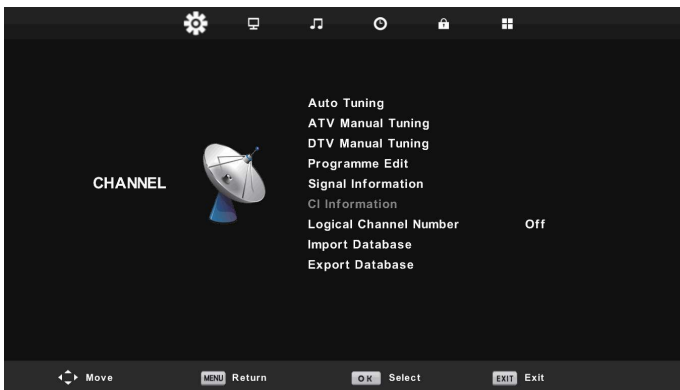 CHANNEL
Auto Tuning
ATV Manual Tuning
DTV Manual Tuning
Programme Edit
Signal Information
CI Information
Logical Channel Number Off
Import Database
Export Database
Move MENU Return OK Select EXIT Exit